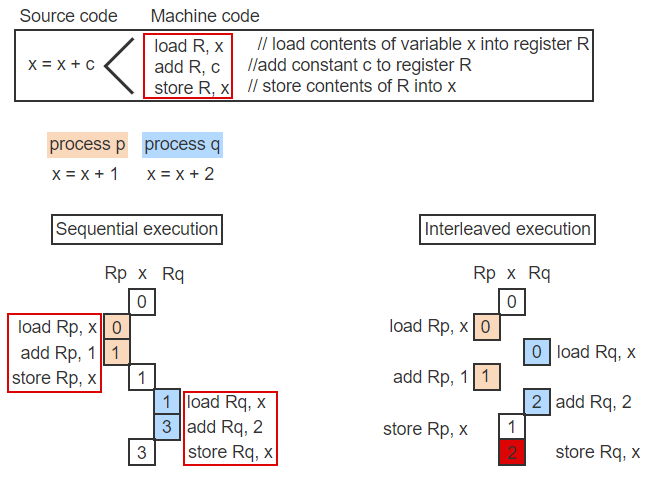 Source code Machine code
load R, x // load contents of variable x into register R
x = x + c add R, c //add constant c to register R
store R, x // store contents of R into x
process p process q
x = x + 1 x = x + 2
Sequential execution
Rp x Rq
0
load Rp, x 0
add Rp, 1 1
store Rp, x 1
1 load Rq, x
3 add Rq, 2
3 store Rq, x
Interleaved execution
Rp x Rq
0
load Rp, x 0
0 load Rq, x
add Rp, 1 1
2 add Rq, 2
store Rp, x 1
2 store Rq, x